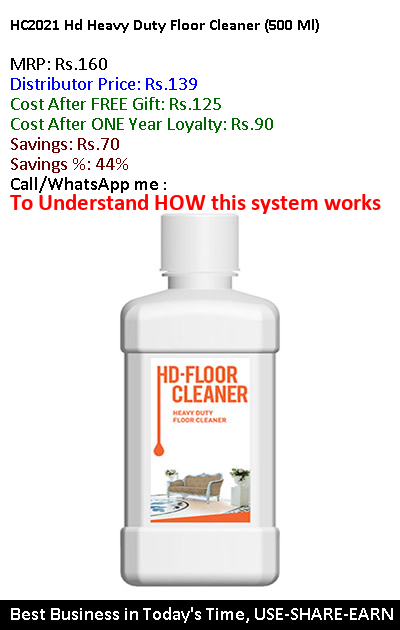 HC2021 Hd Heavy Duty Floor Cleaner (500 Ml)
MRP: Rs.160
Distributor Price: Rs.139
Cost After FREE Gift: Rs.125
Cost After ONE Year Loyalty: Rs.90
Savings: Rs.70
Savings %: 44%
Call/WhatsApp me :
To Understand HOW this system works
HD-FLOOR
CLEANER
HEAVY DUTY
FLOOR CLEANER
Best Business in Today's Time, USE-SHARE-EARN